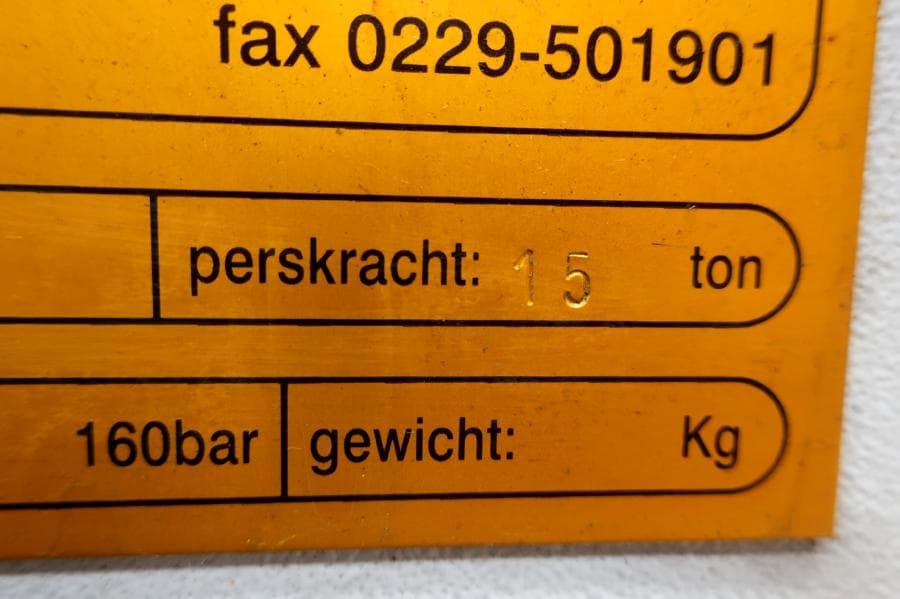 fax 0229-501901
perskracht: 15 ton
160bar gewicht: Kg